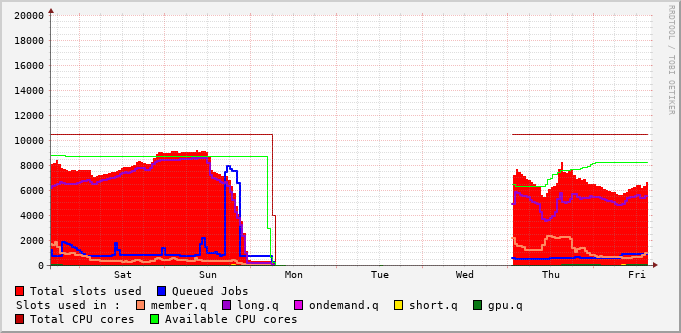 RRDTOOL / TOBI OETIKER
20000
18000
16000
14000
12000
10000
8000
6000
4000
2000
0
Sat Sun Mon Tue Wed Thu Fri
Total slots used Queued Jobs
Slots used in : member.q long.q ondemand.q short.q gpu.q
Total CPU cores Available CPU cores